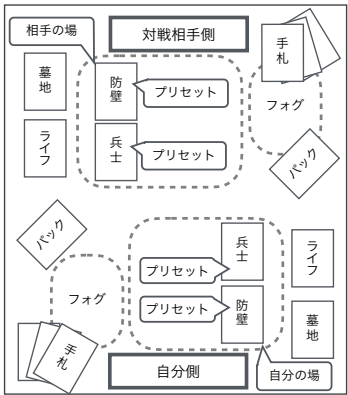 相手の場
対戦相手側
手札
墓地
防壁
プリセット
フォグ
ライフ
兵士
プリセット
パック
パック
兵士
ライフ
プリセット
フォグ
プリセット
防壁
墓地
手札
自分側
自分の場